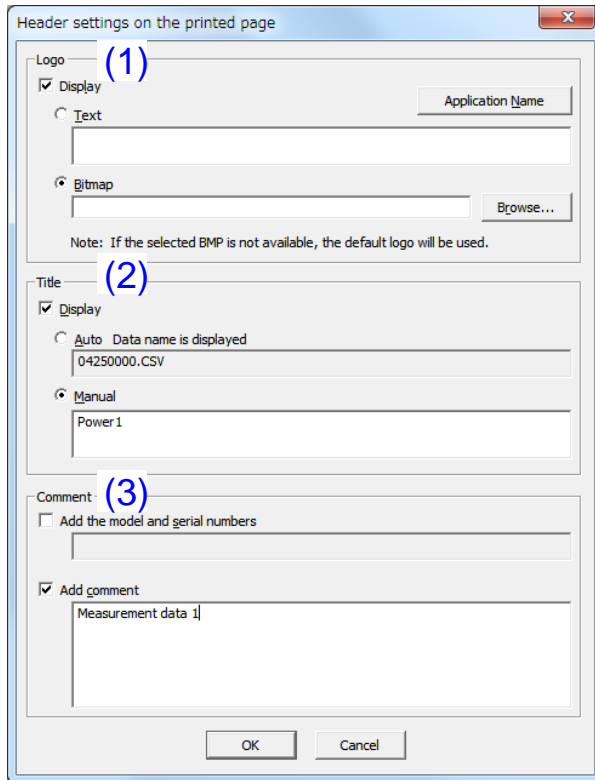 Header settings on the printed page
Logo
(1)
Display
Application Name
Text
Bitmap
Browse...
Note: If the selected BMP is not available, the default logo will be used.
(2)
Title
Display
Auto Data name is displayed
04250000.CSV
Manual
Power1
Comment
(3)
Add the model and serial numbers
Add comment
Measurement data 1
OK Cancel